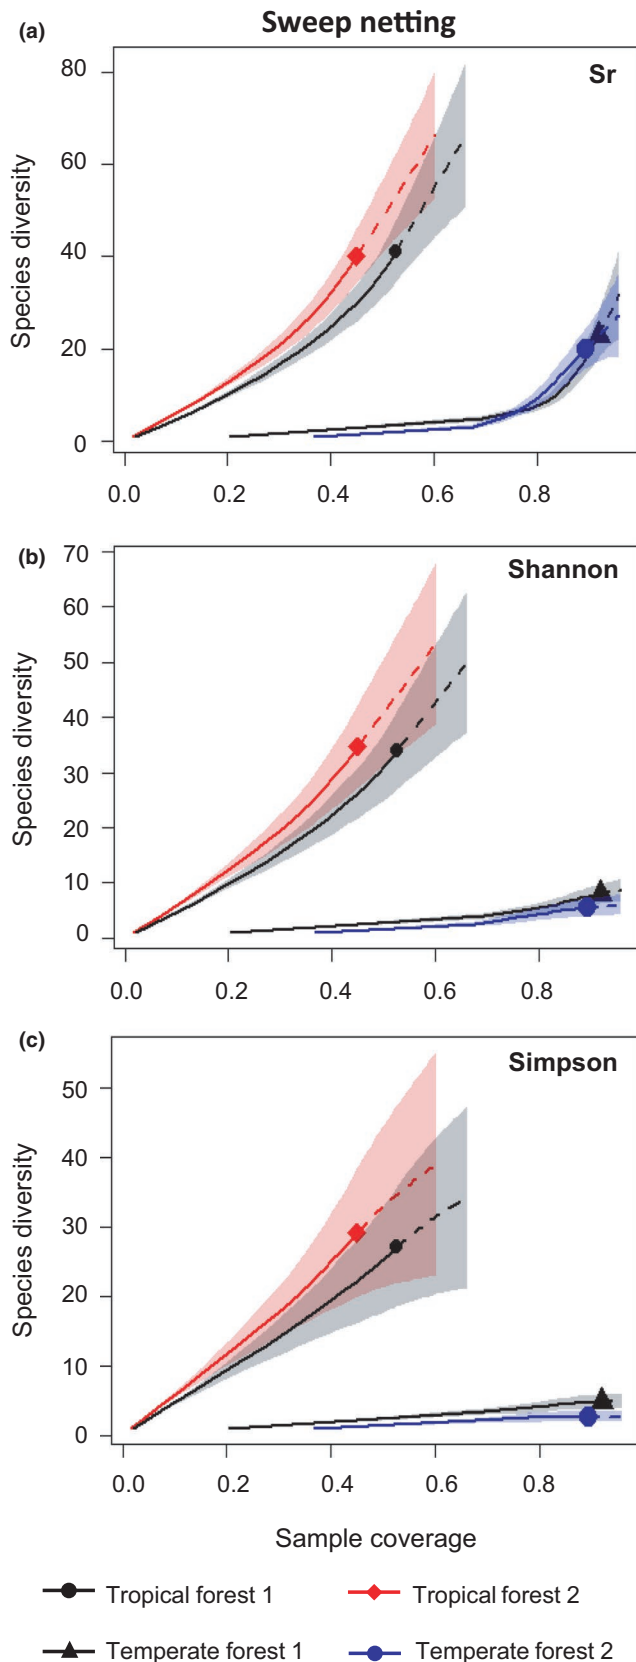 Sweep netting
(a)
Sr
Species diversity
80
60
40
20
0
0.0 0.2 0.4 0.6 0.8
(b)
Shannon
Species diversity
70
60
50
40
30
20
10
0
0.0 0.2 0.4 0.6 0.8
(c)
Simpson
Species diversity
50
40
30
20
10
0
0.0 0.2 0.4 0.6 0.8
Sample coverage
Tropical forest 1 Tropical forest 2
Temperate forest 1 Temperate forest 2